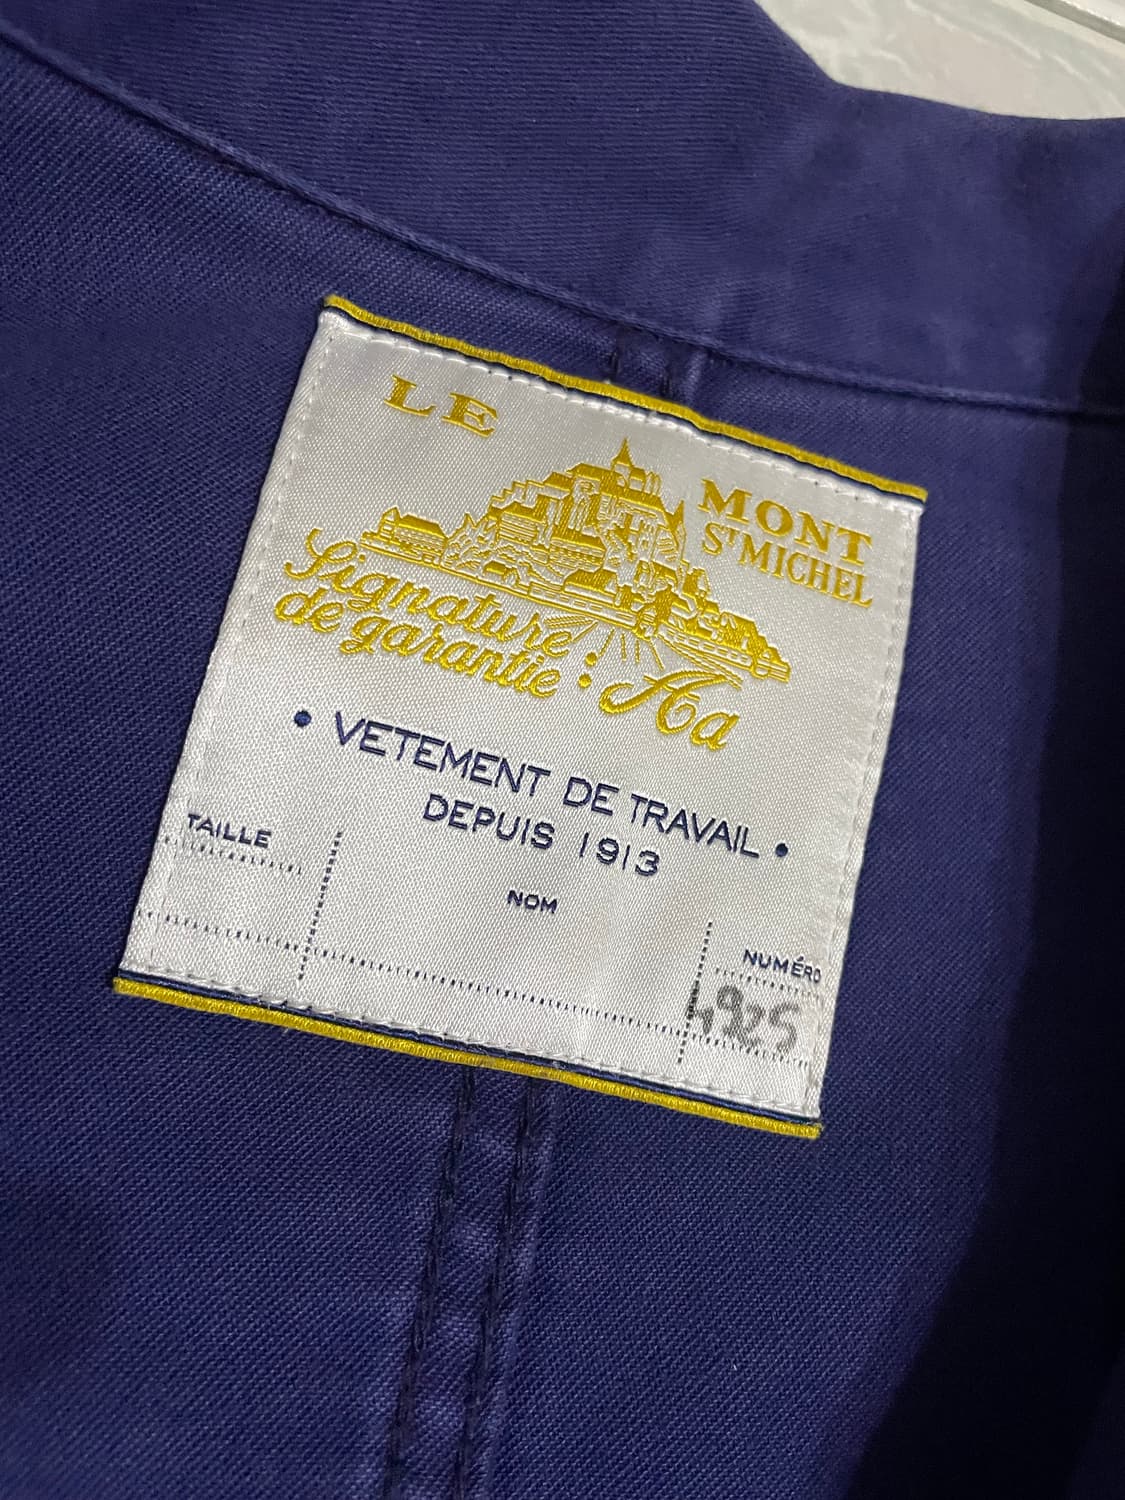 LE
MONT
ST MICHEL
Signature
de garantie : Aa
• VETEMENT DE TRAVAIL •
DEPUIS 1913
TAILLE
NOM
NUMÉRO
4925